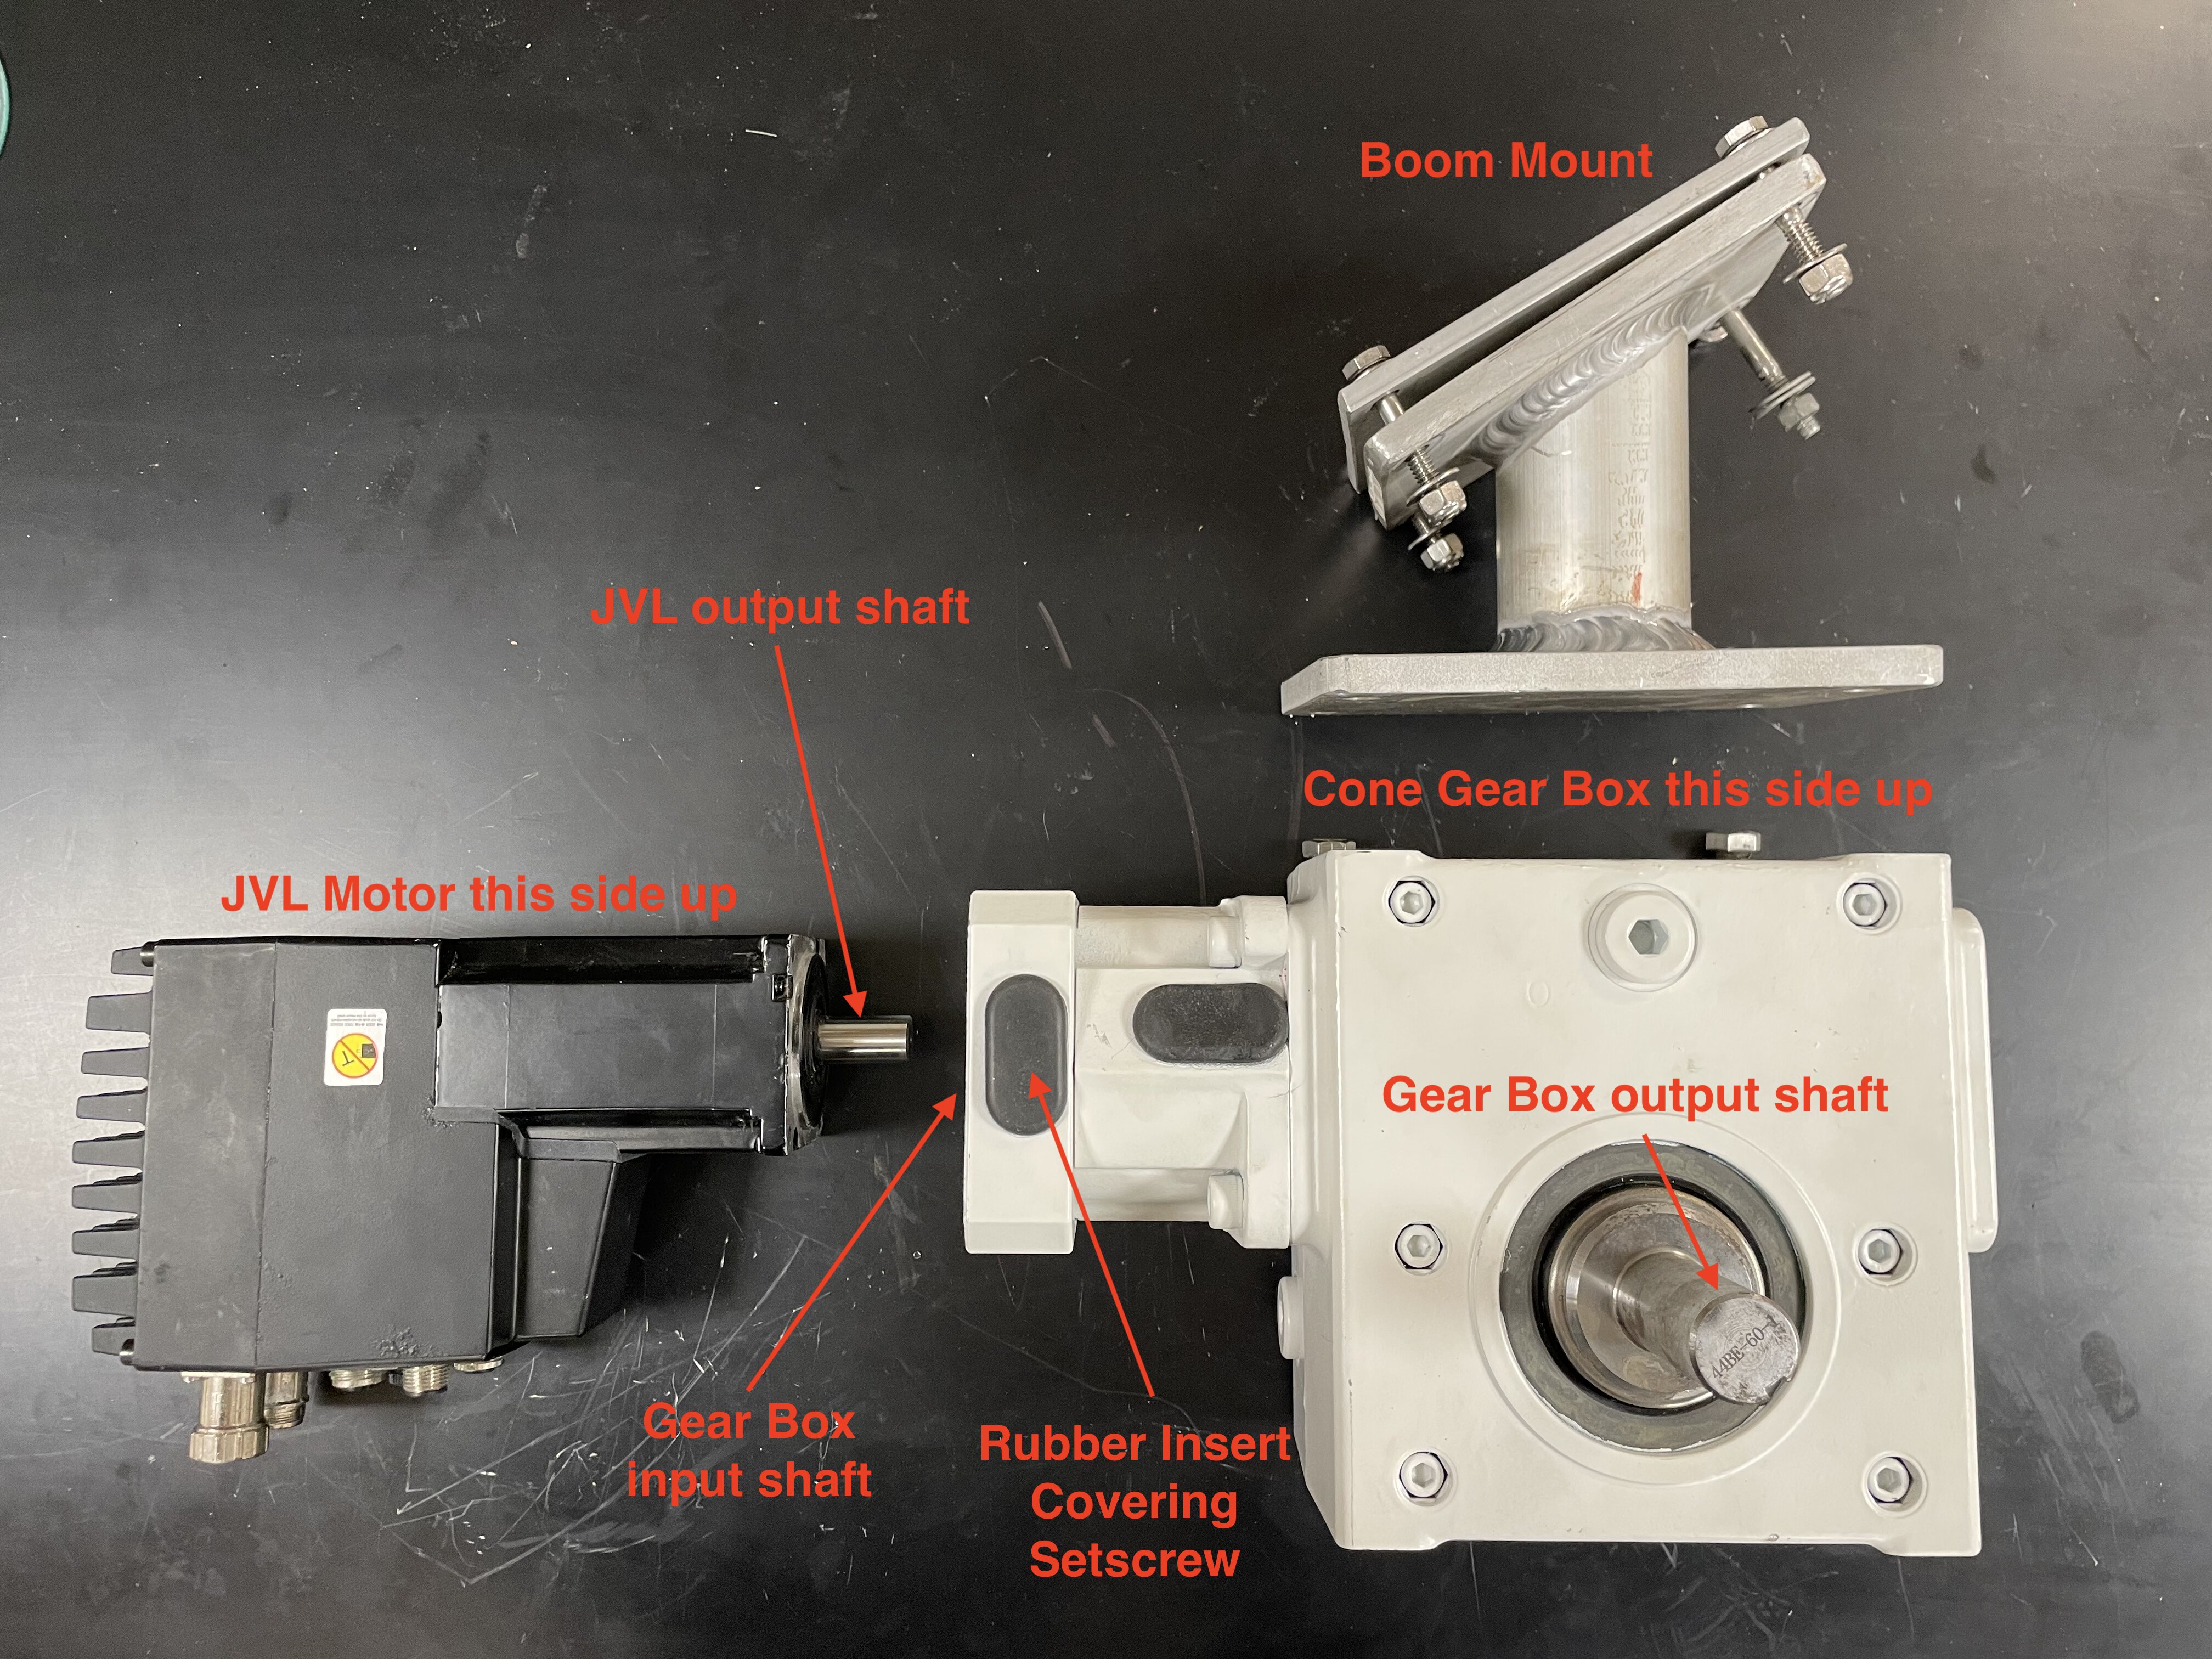 Boom Mount
JVL output shaft
Cone Gear Box this side up
JVL Motor this side up
Gear Box output shaft
Gear Box
input shaft
Rubber Insert
Covering
Setscrew
44BE-60-1